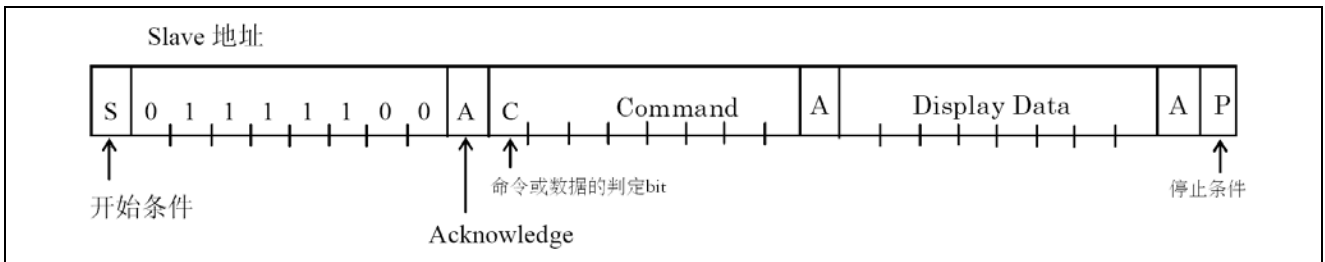 Slave 地址
S 0 1 1 1 1 1 0 0 A C Command A Display Data A P
命令或数据的判定bit
停止条件
开始条件
Acknowledge